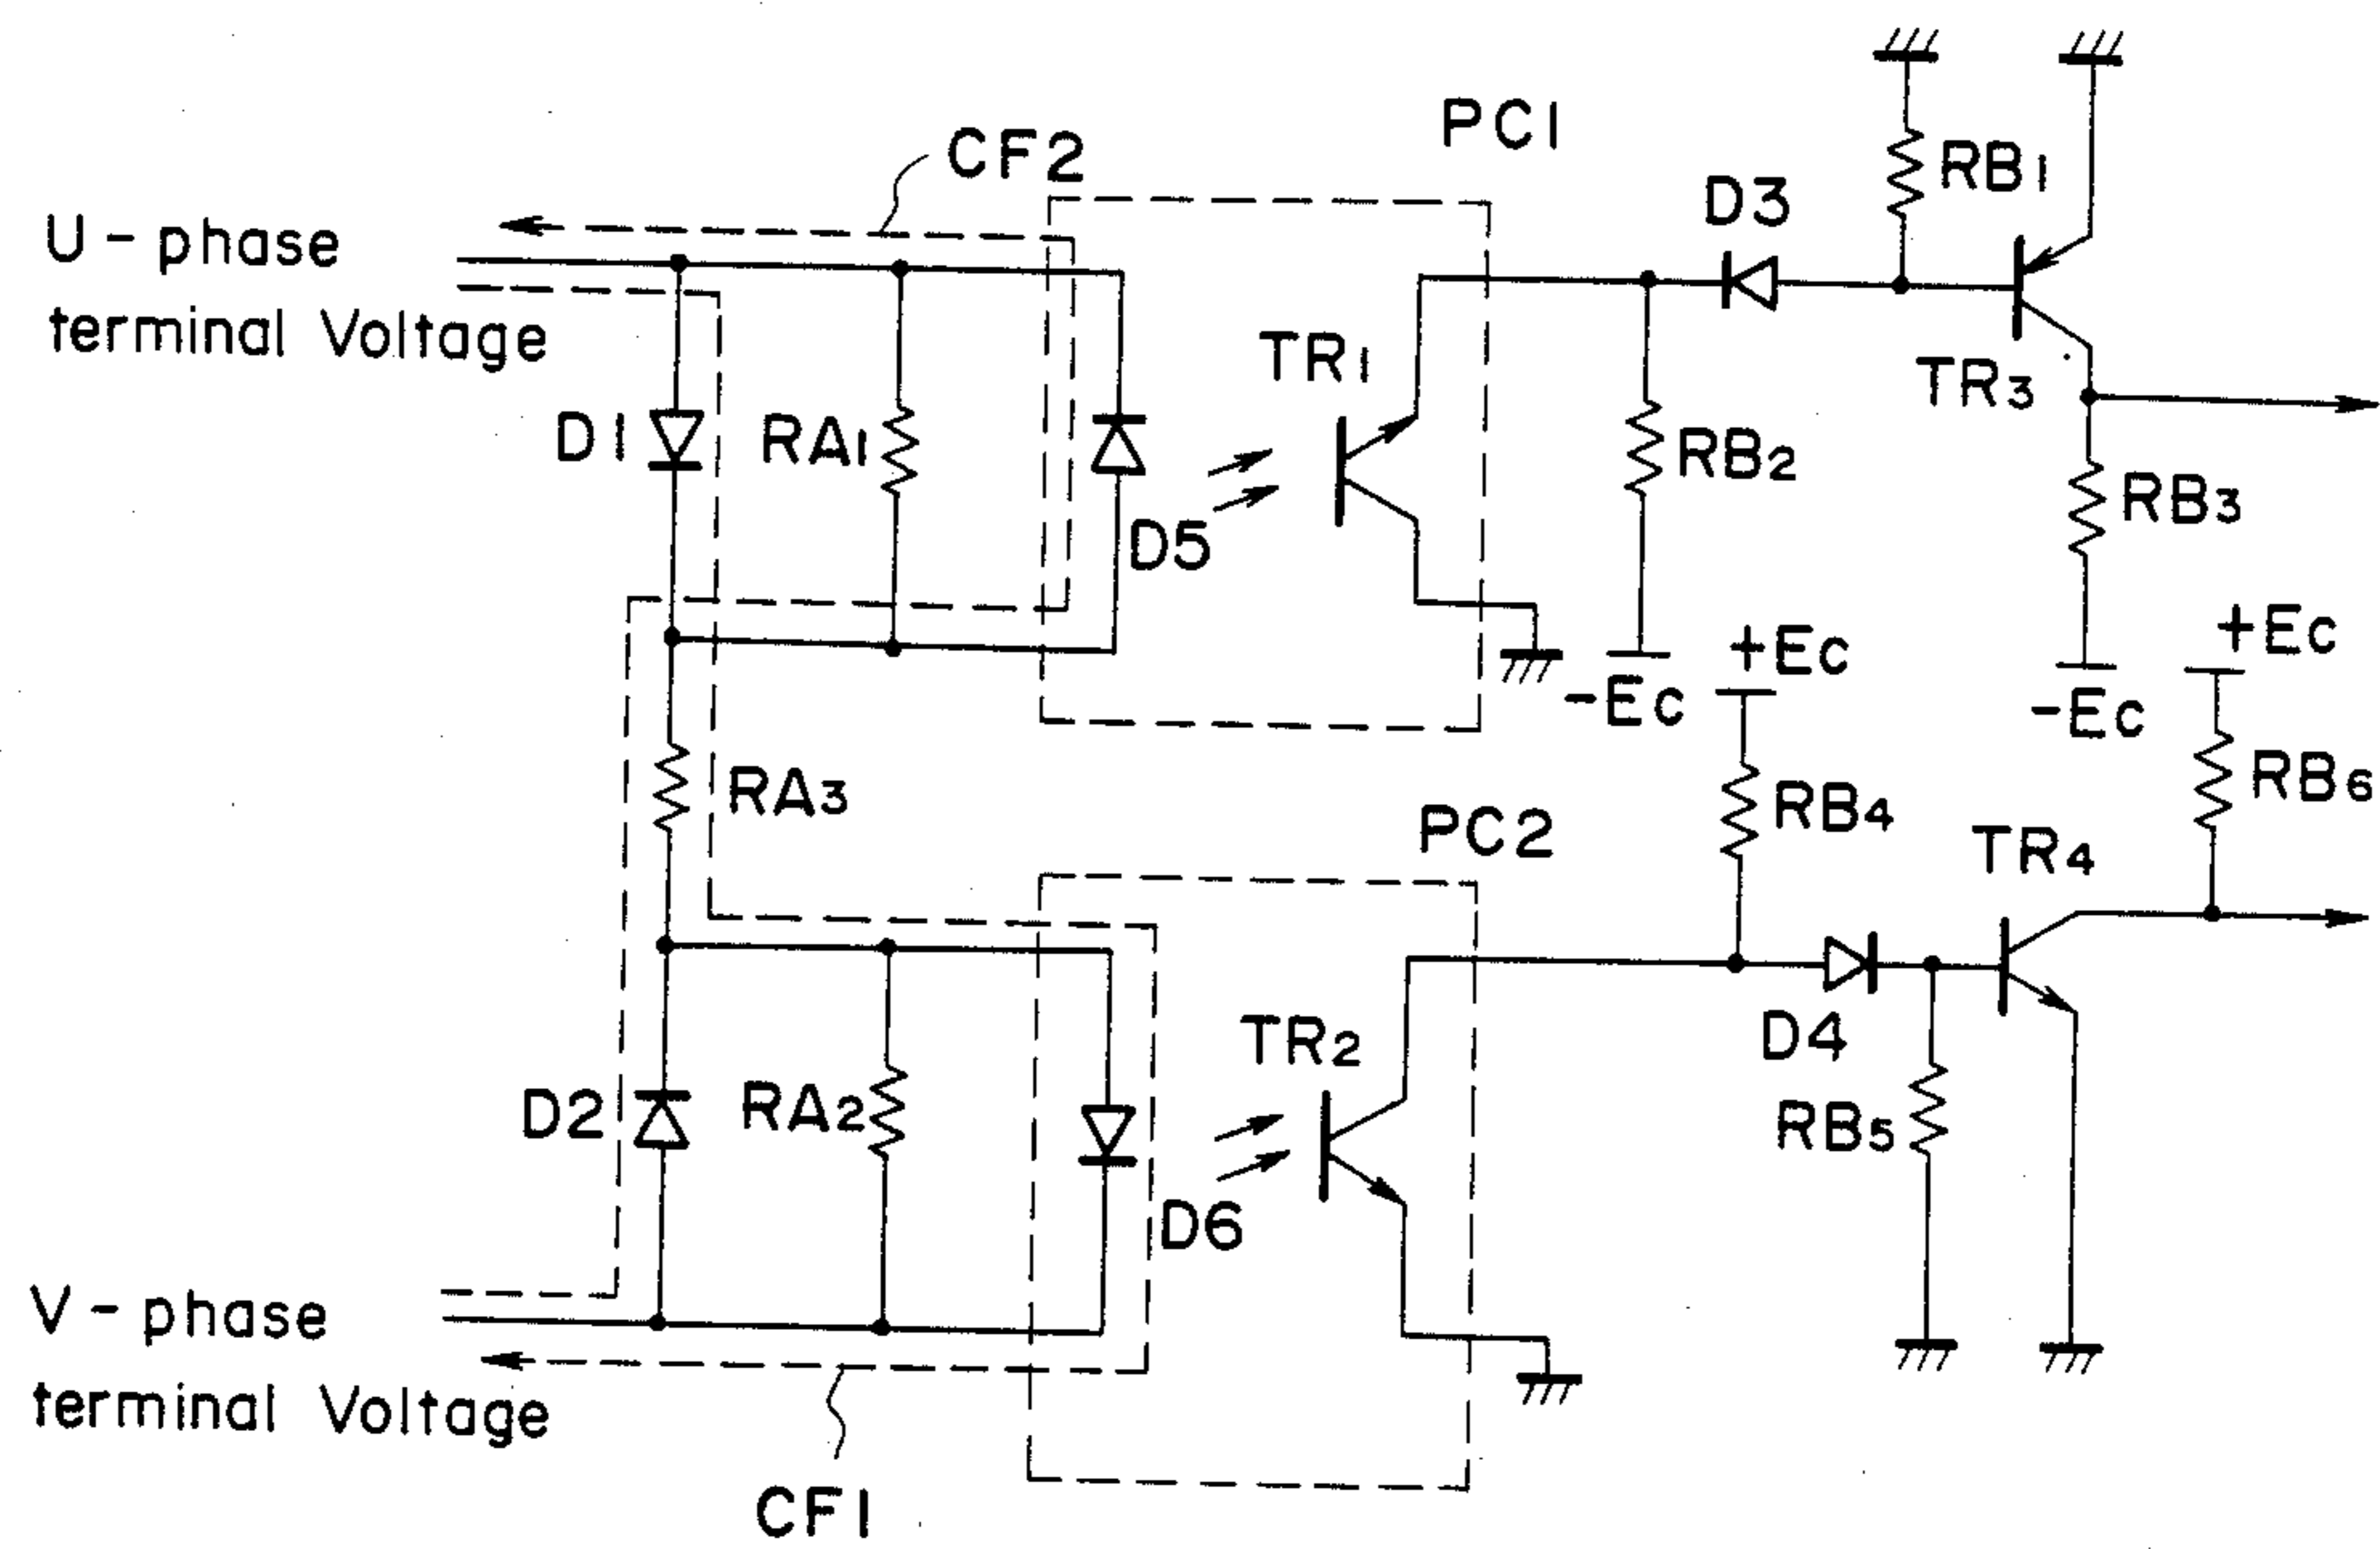 PC1
CF2
RB1
D3
U-phase
terminal Voltage
TR1
TR3
D1
RA1
RB2
RB3
D5
+Ec
+Ec
-Ec
-Ec
RA3
RB4
RB6
PC2
TR4
TR2
D4
D2
RA2
RB5
D6
V-phase
terminal Voltage
CF1